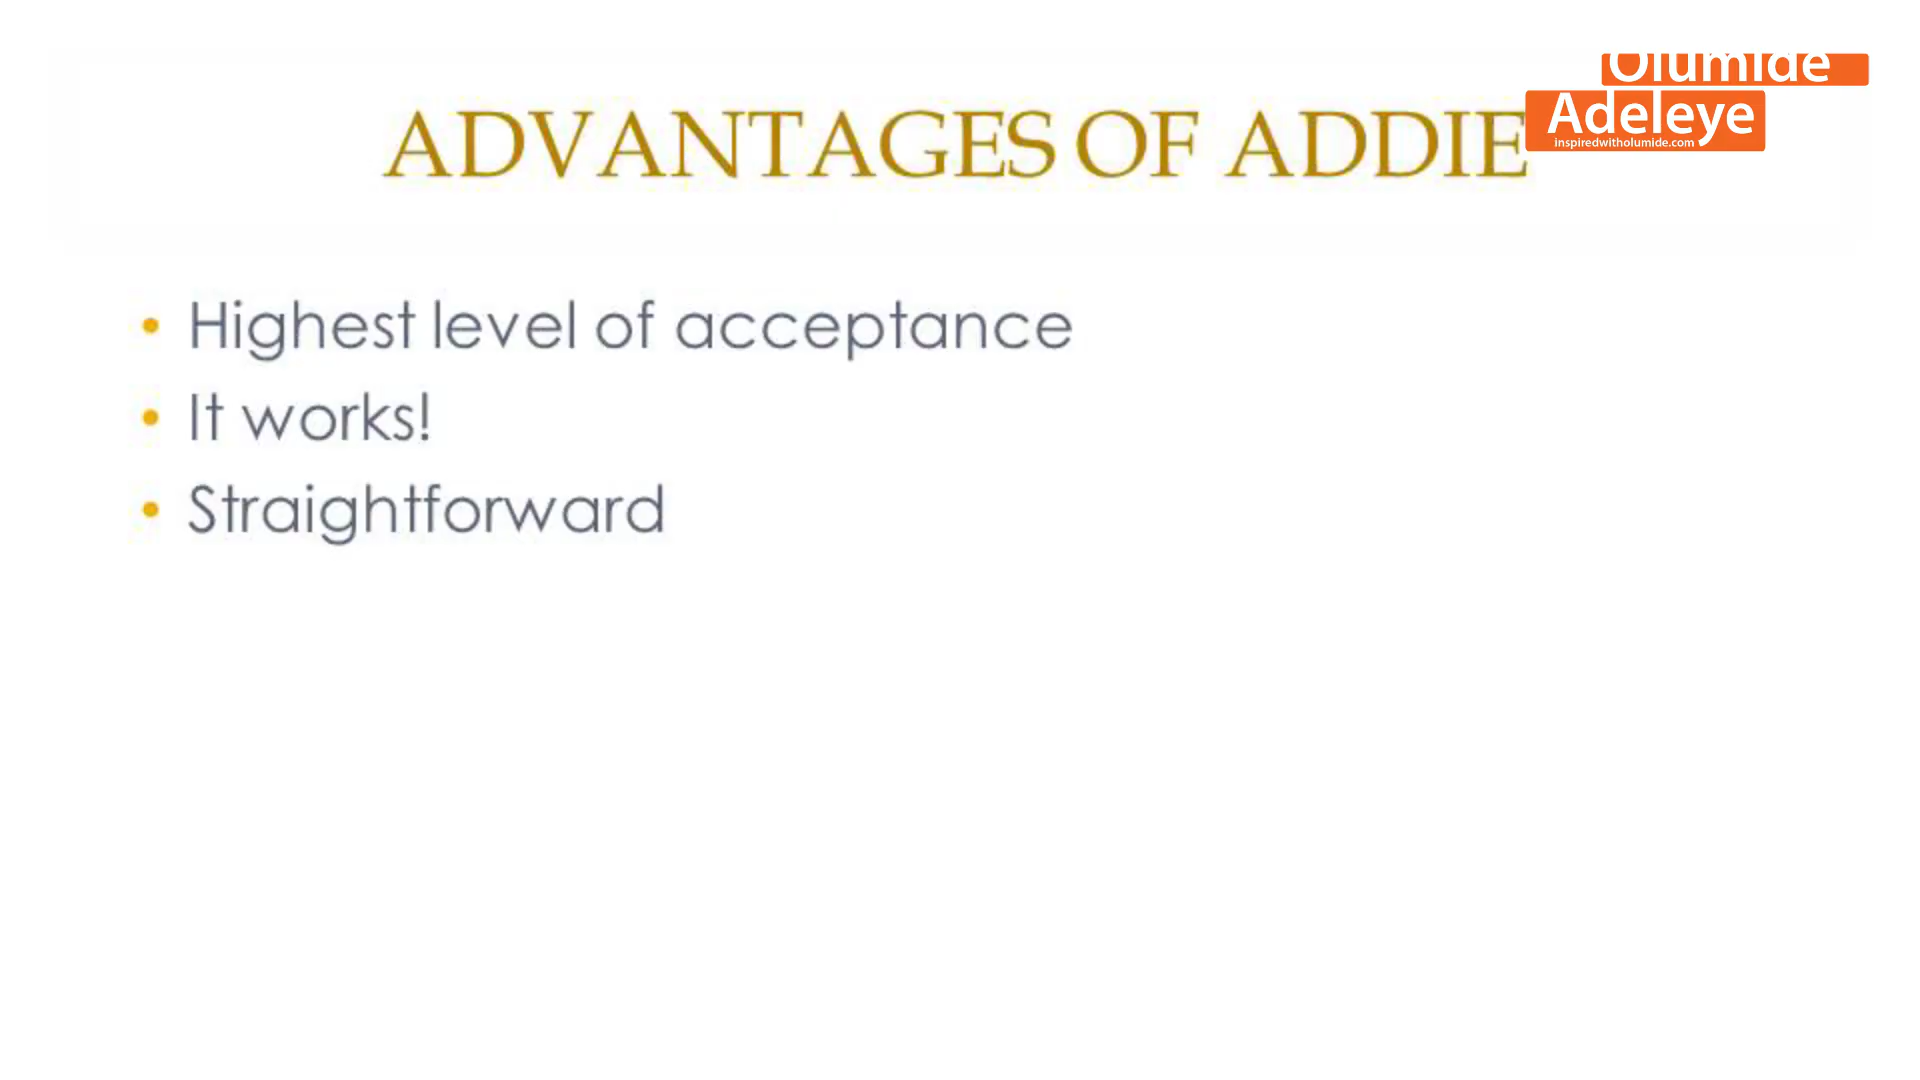 Olumide
ADVANTAGES OF ADDIE
Adeleye
inspiredwitholumide.com
• Highest level of acceptance
• It works!
• Straightforward